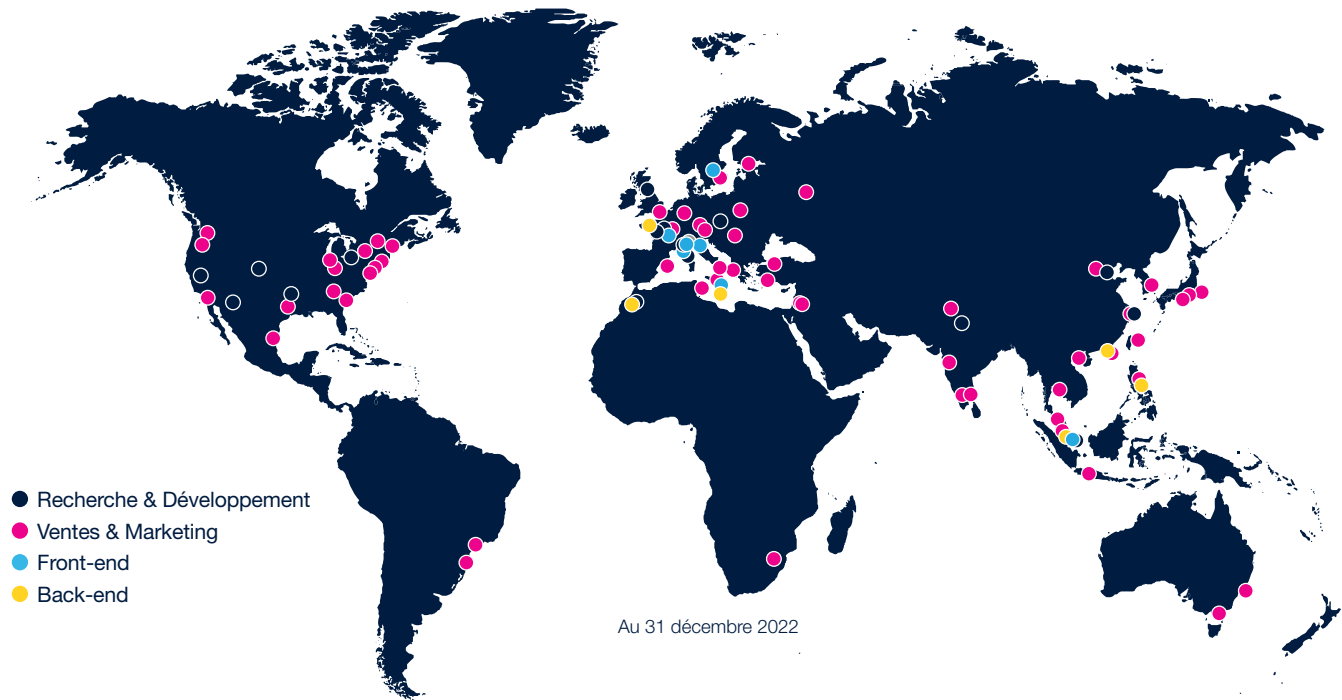 Recherche & Développement
Ventes & Marketing
Front-end
Back-end
Au 31 décembre 2022